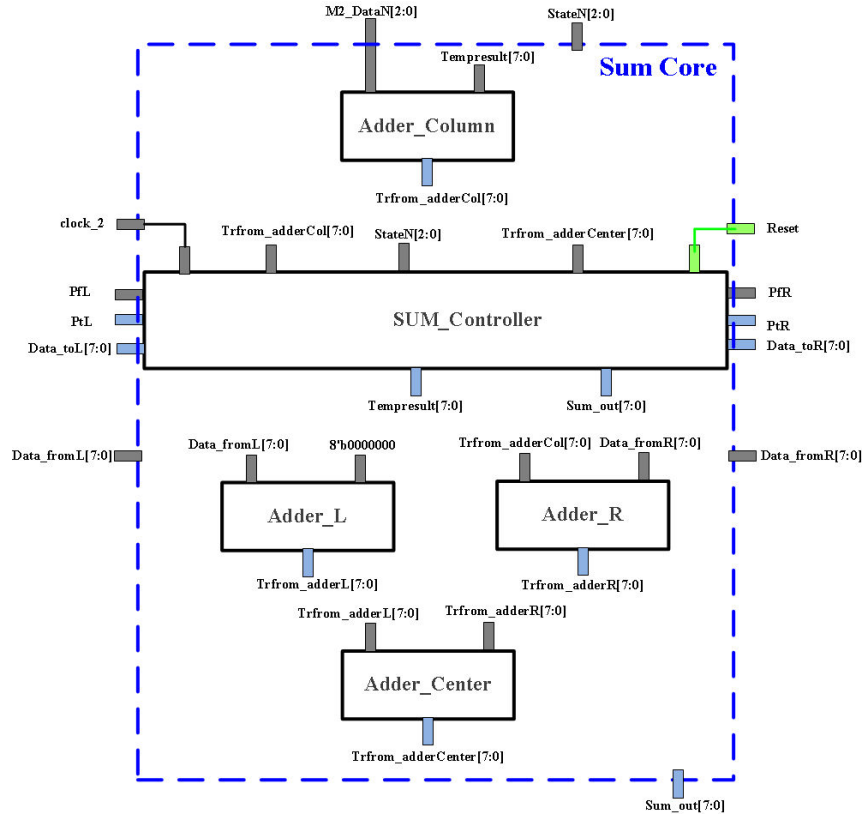 M2_DataN[2:0]
StateN[2:0]
Tempresult[7:0]
Sum Core
Adder_Column
Trfrom_adderCol[7:0]
clock_2
Trfrom_adderCol[7:0]
StateN[2:0]
Trfrom_adderCenter[7:0]
Reset
PfL
PfR
SUM_Controller
PtL
PtR
Data_toL[7:0]
Data_toR[7:0]
Tempresult[7:0]
Sum_out[7:0]
Data_fromL[7:0]
Data_fromL[7:0]
8'b0000000
Trfrom_adderCol[7:0]
Data_fromR[7:0]
Data_fromR[7:0]
Adder_L
Adder_R
Trfrom_adderL[7:0]
Trfrom_adderR[7:0]
Trfrom_adderL[7:0]
Trfrom_adderR[7:0]
Adder_Center
Trfrom_adderCenter[7:0]
Sum_out[7:0]